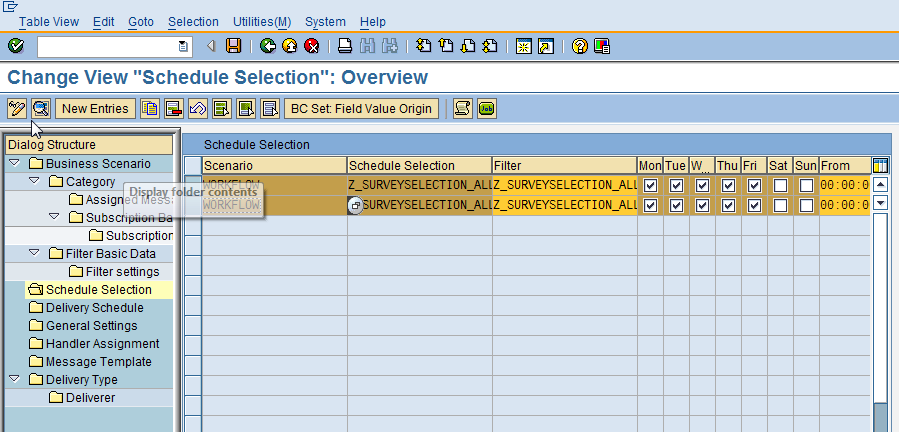 Table View Edit Goto Selection Utilities(M) System Help
Change View "Schedule Selection": Overview
New Entries BC Set: Field Value Origin Job
Dialog Structure
Business Scenario
Category
Assigned Mess
Subscription Ba
Subscription
Filter Basic Data
Filter settings
Schedule Selection
Delivery Schedule
General Settings
Handler Assignment
Message Template
Delivery Type
Deliverer
Display folder contents
Schedule Selection
Scenario Schedule Selection Filter Mon Tue W... Thu Fri Sat Sun From
WORKFLOW Z_SURVEYSELECTION_ALL Z_SURVEYSELECTION_ALL 00:00:0
WORKFLOW SURVEYSELECTION_ALL Z_SURVEYSELECTION_ALL 00:00:0